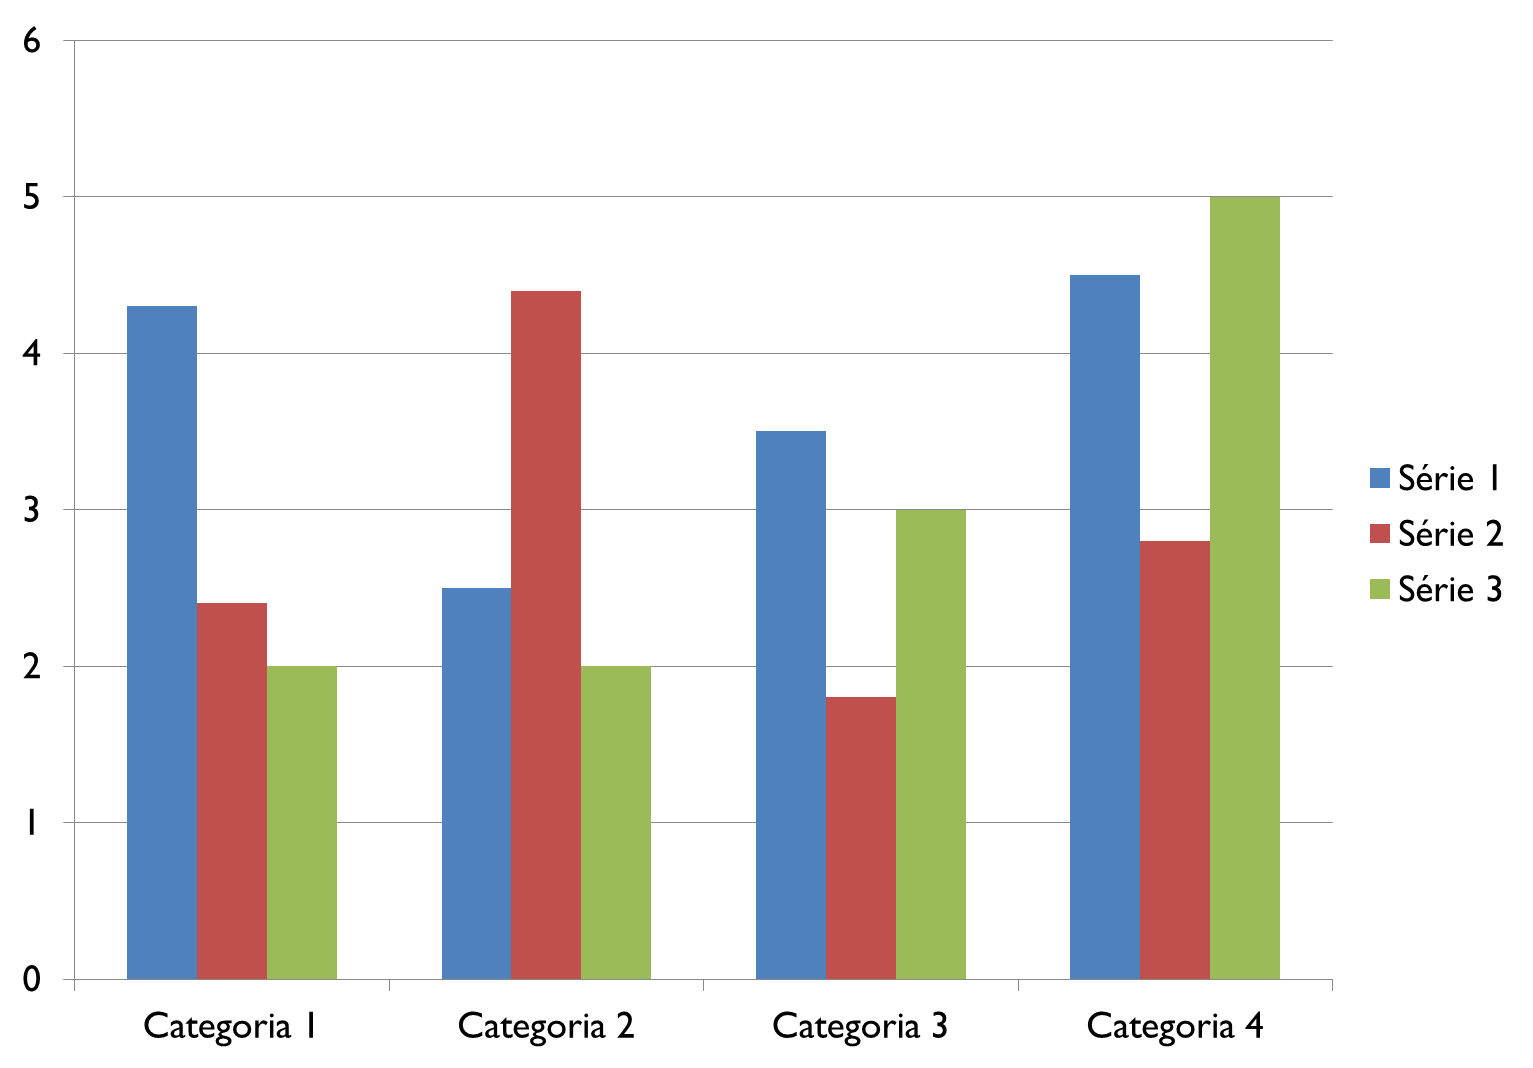 6
5
4
3
2
1
0
Categoria 1
Categoria 2
Categoria 3
Categoria 4
Série 1
Série 2
Série 3